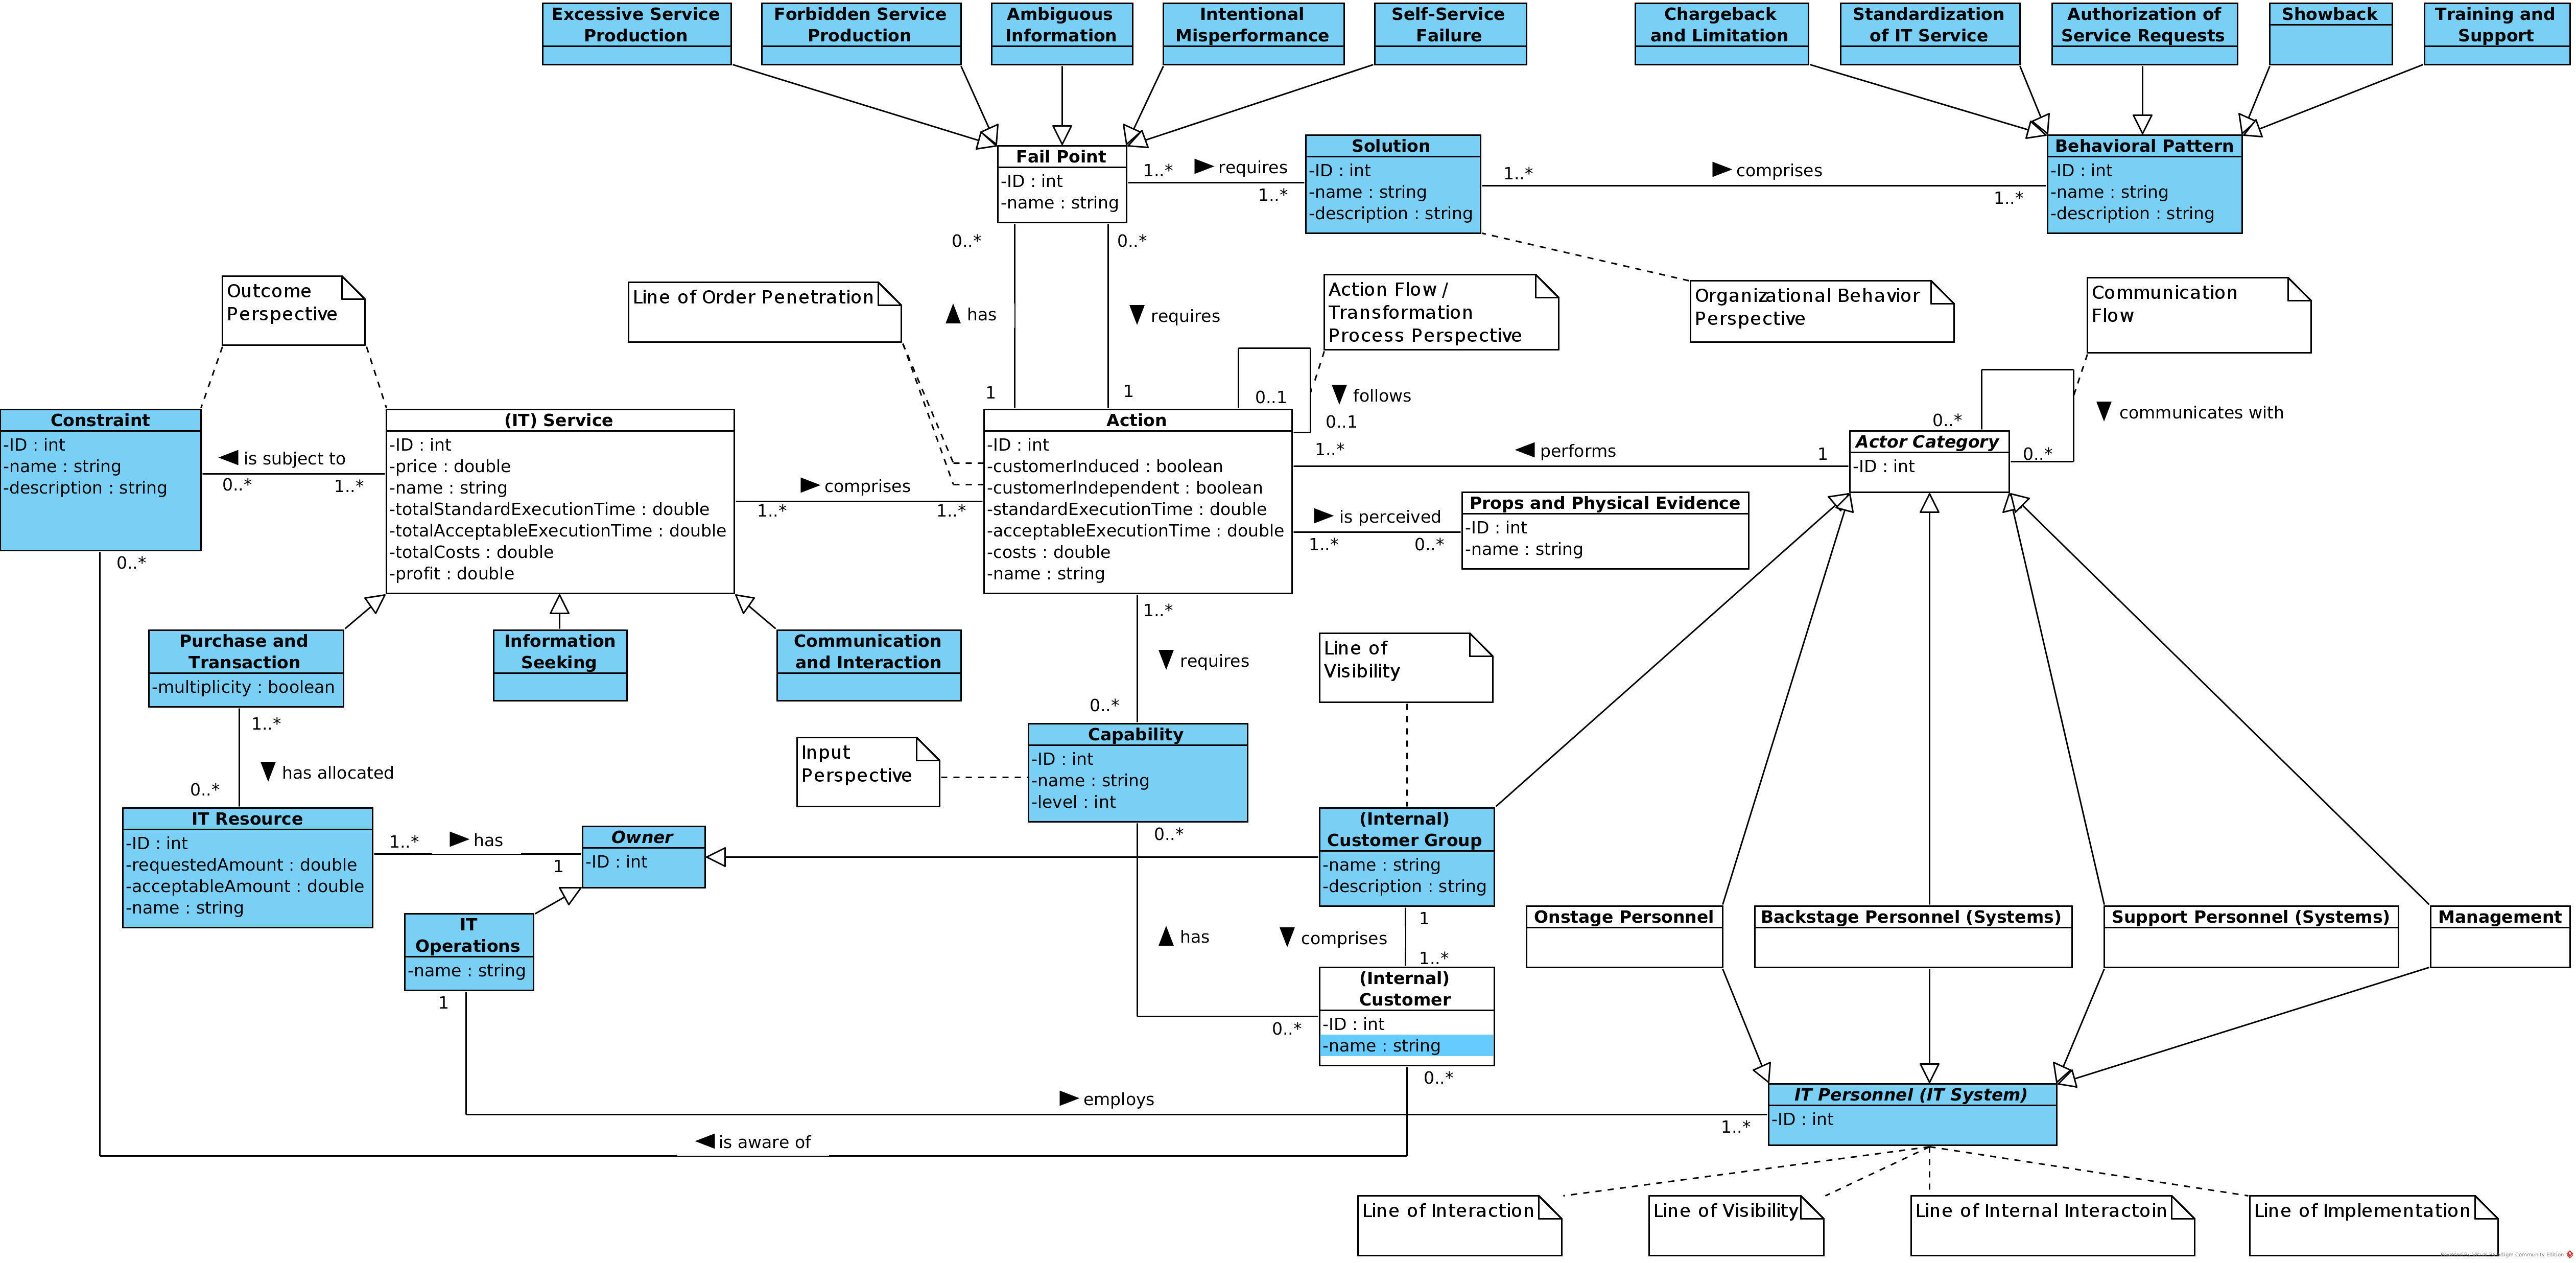 Excessive Service
Production
Forbidden Service
Production
Ambiguous
Information
Intentional
Misperformance
Self-Service
Failure
Chargeback
and Limitation
Standardization
of IT Service
Authorization of
Service Requests
Showback
Training and
Support
Fail Point
-ID : int
-name : string
1..*
requires
1..*
Solution
-ID : int
-name : string
-description : string
1..*
comprises
1..*
Behavioral Pattern
-ID : int
-name : string
-description : string
0..*
0..*
has
requires
1
1
Outcome
Perspective
Line of Order Penetration
Action Flow /
Transformation
Process Perspective
Organizational Behavior
Perspective
Communication
Flow
0..1
follows
0..1
0..*
communicates with
0..*
Constraint
-ID : int
-name : string
-description : string
is subject to
0..*
1..*
0..*
(IT) Service
-ID : int
-price : double
-name : string
-totalStandardExecutionTime : double
-totalAcceptableExecutionTime : double
-totalCosts : double
-profit : double
comprises
1..*
1..*
Action
-ID : int
-customerInduced : boolean
-customerIndependent : boolean
-standardExecutionTime : double
-acceptableExecutionTime : double
-costs : double
-name : string
1..*
performs
1
Actor Category
-ID : int
is perceived
1..*
0..*
Props and Physical Evidence
-ID : int
-name : string
Purchase and
Transaction
-multiplicity : boolean
Information
Seeking
Communication
and Interaction
1..*
requires
0..*
Line of
Visibility
1..*
has allocated
0..*
Input
Perspective
Capability
-ID : int
-name : string
-level : int
0..*
IT Resource
-ID : int
-requestedAmount : double
-acceptableAmount : double
-name : string
1..*
has
1
Owner
-ID : int
(Internal)
Customer Group
-name : string
-description : string
IT
Operations
-name : string
1
has
1
comprises
1..*
Onstage Personnel
Backstage Personnel (Systems)
Support Personnel (Systems)
Management
(Internal)
Customer
-ID : int
-name : string
0..*
0..*
employs
1..*
is aware of
IT Personnel (IT System)
-ID : int
Line of Interaction
Line of Visibility
Line of Internal Interactoin
Line of Implementation